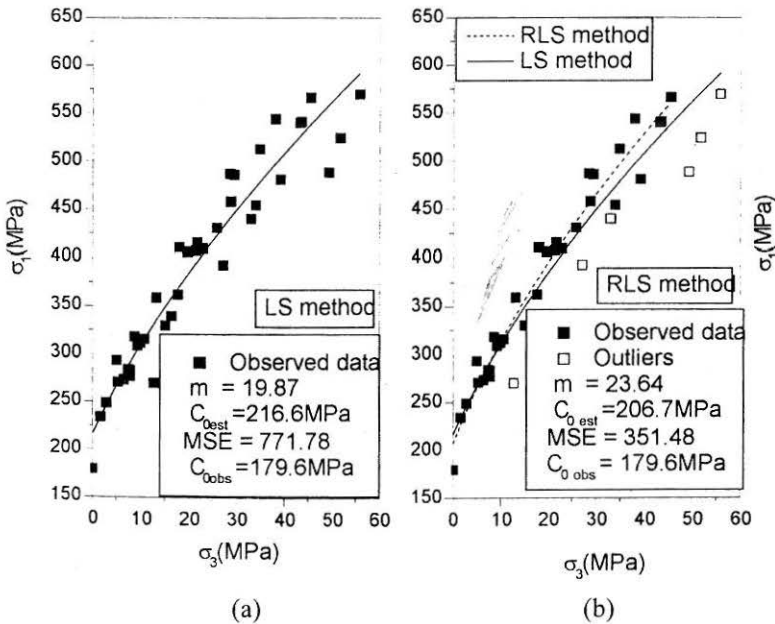 650
600
550
500
450
400
350
300
250
200
150
σ₁(MPa)
LS method
Observed data
m = 19.87
C₀est =216.6MPa
MSE = 771.78
C₀obs =179.6MPa
0 10 20 30 40 50 60
σ₃(MPa)
(a)
RLS method
LS method
650
600
550
500
450
400
350
300
250
200
150
σ₁(MPa)
RLS method
Observed data
Outliers
m = 23.64
C₀ est =206.7MPa
MSE = 351.48
C₀ obs = 179.6MPa
0 10 20 30 40 50 60
σ₃(MPa)
(b)